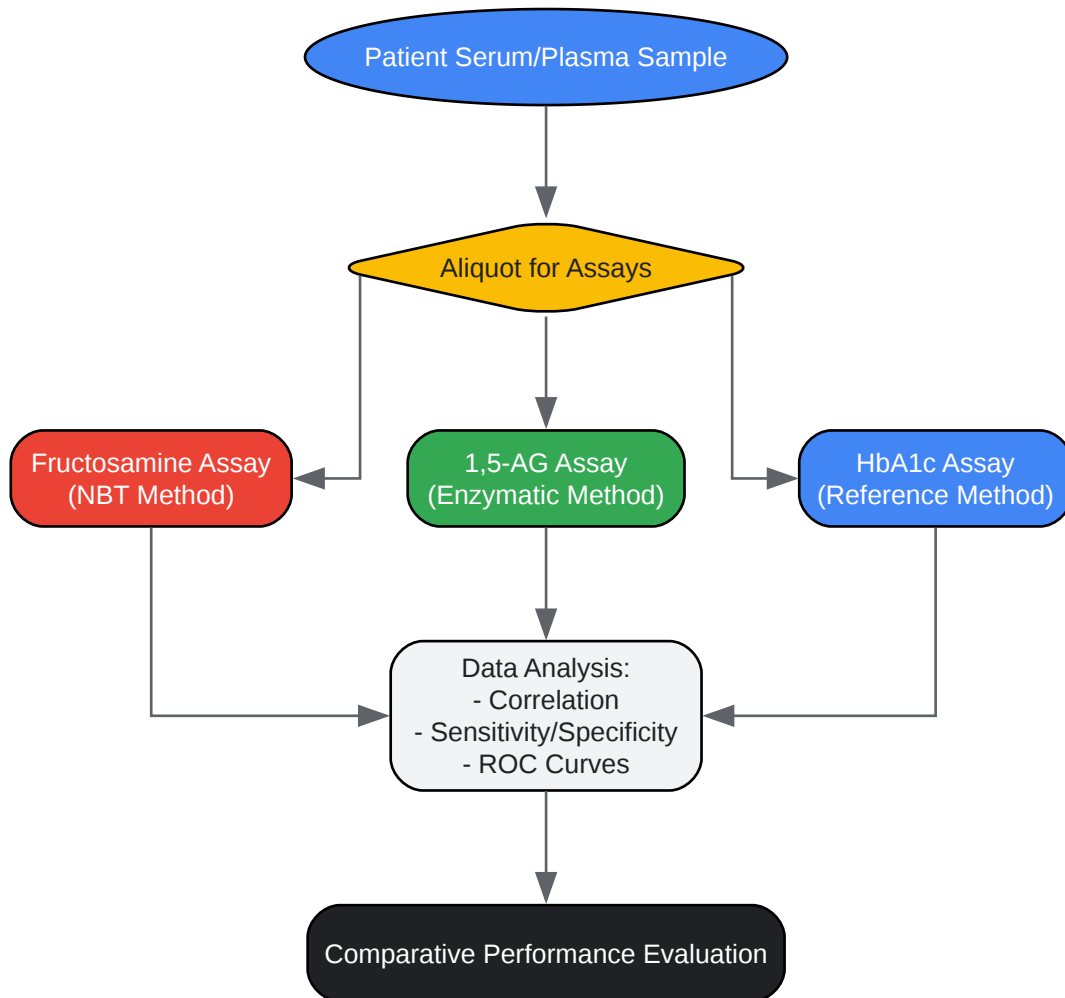 Patient Serum/Plasma Sample
Aliquot for Assays
Fructosamine Assay
(NBT Method)
1,5-AG Assay
(Enzymatic Method)
HbA1c Assay
(Reference Method)
Data Analysis:
- Correlation
- Sensitivity/Specificity
- ROC Curves
Comparative Performance Evaluation